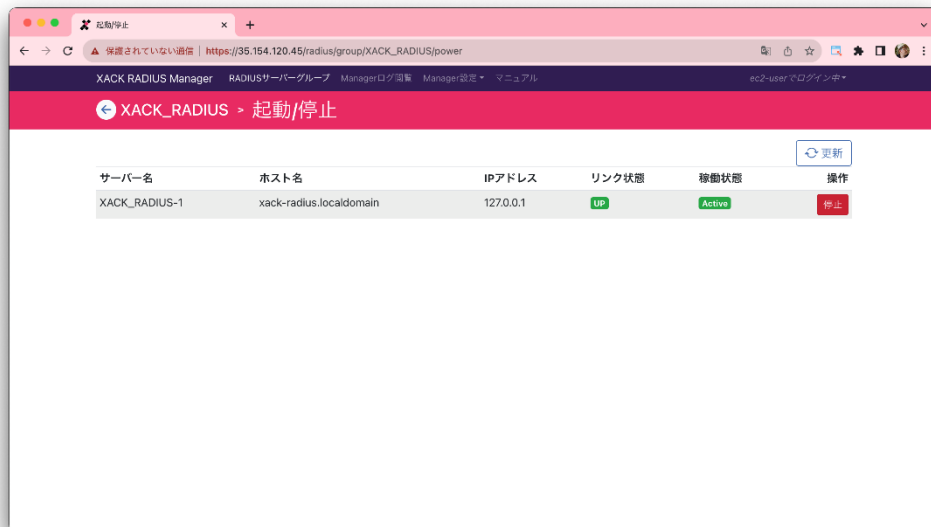 起動/停止
保護されていない通信 | https://35.154.120.45/radius/group/XACK_RADIUS/power
XACK RADIUS Manager RADIUSサーバーグループ Managerログ閲覧 Manager設定 マニュアル ec2-userでログイン中
XACK_RADIUS > 起動/停止
更新
サーバー名 ホスト名 IPアドレス リンク状態 稼働状態 操作
XACK_RADIUS-1 xack-radius.localdomain 127.0.0.1 UP Active 停止